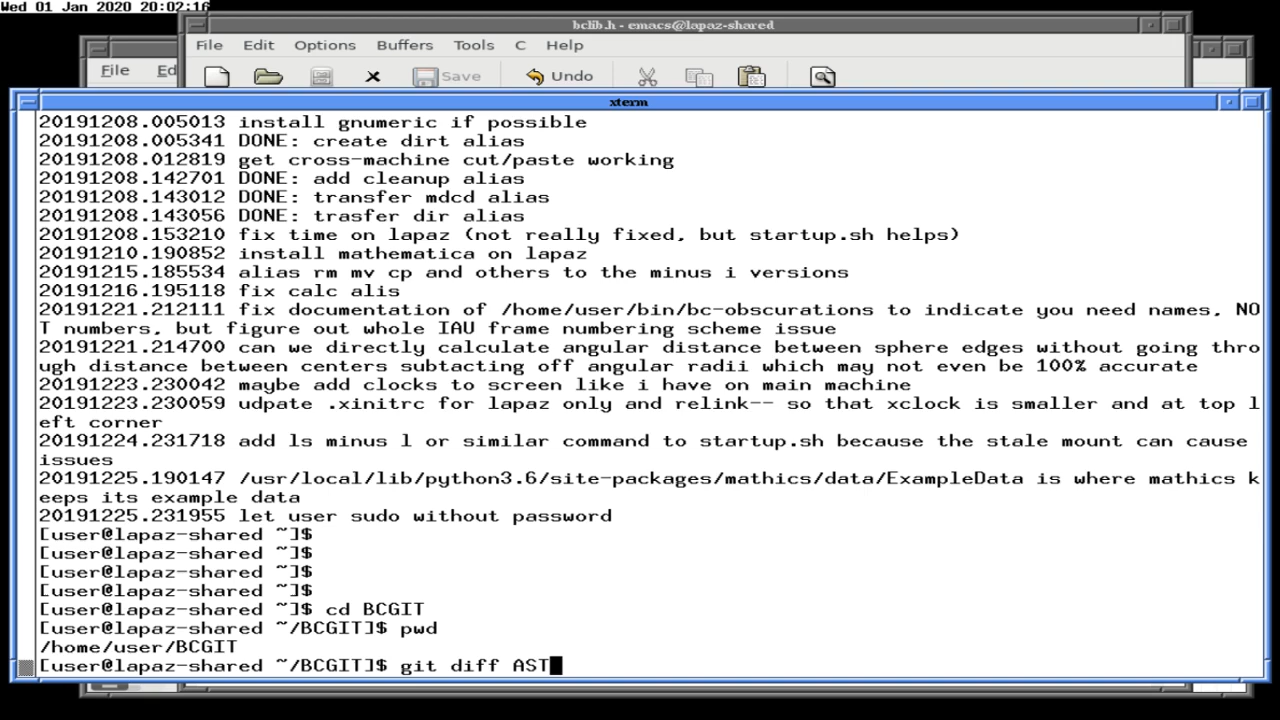 Wed 01 Jan 2020 20:02:16
bclib.h - emacs@lapaz-shared
File Edit Options Buffers Tools C Help
File Ed
Save Undo
xterm
20191208.005013 install gnumeric if possible
20191208.005341 DONE: create dirt alias
20191208.012819 get cross-machine cut/paste working
20191208.142701 DONE: add cleanup alias
20191208.143012 DONE: transfer mdcd alias
20191208.143056 DONE: trasfer dir alias
20191208.153210 fix time on lapaz (not really fixed, but startup.sh helps)
20191210.190852 install mathematica on lapaz
20191215.185534 alias rm mv cp and others to the minus i versions
20191216.195118 fix calc alis
20191221.212111 fix documentation of /home/user/bin/bc-obscurations to indicate you need names, NO
T numbers, but figure out whole IAU frame numbering scheme issue
20191221.214700 can we directly calculate angular distance between sphere edges without going thro
ugh distance between centers subtacting off angular radii which may not even be 100% accurate
20191223.230042 maybe add clocks to screen like i have on main machine
20191223.230059 udpate .xinitrc for lapaz only and relink-- so that xclock is smaller and at top l
eft corner
20191224.231718 add ls minus l or similar command to startup.sh because the stale mount can cause
issues
20191225.190147 /usr/local/lib/python3.6/site-packages/mathics/data/ExampleData is where mathics k
eeps its example data
20191225.231955 let user sudo without password
[user@lapaz-shared ~]$
[user@lapaz-shared ~]$
[user@lapaz-shared ~]$
[user@lapaz-shared ~]$
[user@lapaz-shared ~]$ cd BCGIT
[user@lapaz-shared ~/BCGIT]$ pwd
/home/user/BCGIT
[user@lapaz-shared ~/BCGIT]$ git diff AST